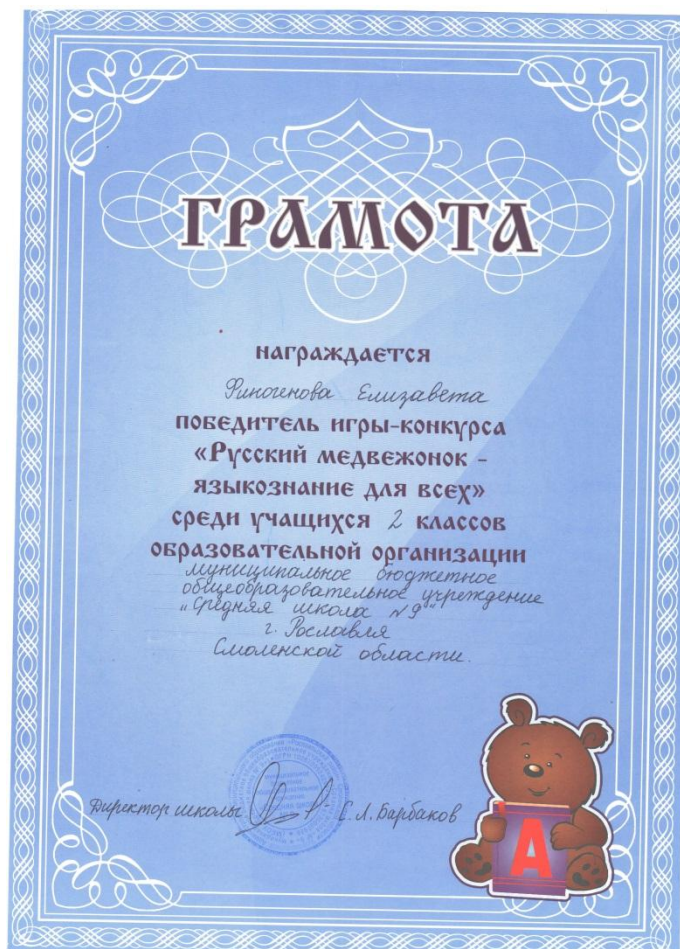 ГРАМОТА
награждается
Финогенова Елизавета
победитель игры-конкурса
«Русский медвежонок -
языкознание для всех»
среди учащихся 2 классов
образовательной организации
муниципальное бюджетное
общеобразовательное учреждение
"Средняя школа №9"
г. Рославля
Смоленской области.
Директор школы С.Л. Барбаков
А